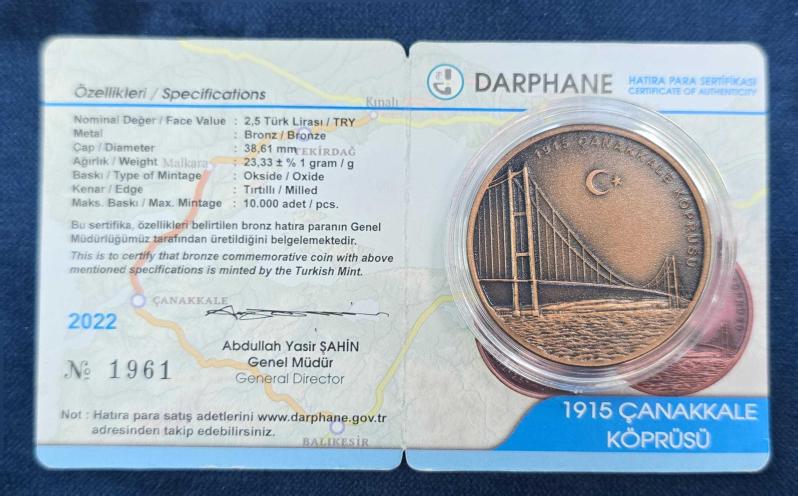 Özellikleri / Specifications
Nominal Değer / Face Value : 2,5 Türk Lirası / TRY
Metal : Bronz / Bronze
Çap / Diameter : 38,61 mm
Ağırlık / Weight : 23,33 ± % 1 gram / g
Baskı / Type of Mintage : Okside / Oxide
Kenar / Edge : Tırtıllı / Milled
Maks. Baskı / Max. Mintage : 10.000 adet / pcs.
Kınalı
TEKİRDAĞ
Malkara
Bu sertifika, özellikleri belirtilen bronz hatıra paranın Genel
Müdürlüğümüz tarafından üretildiğini belgelemektedir.
This is to certify that bronze commemorative coin with above
mentioned specifications is minted by the Turkish Mint.
ÇANAKKALE
2022
№ 1961
Abdullah Yasir ŞAHİN
Genel Müdür
General Director
Not : Hatıra para satış adetlerini www.darphane.gov.tr
adresinden takip edebilirsiniz.
BALIKESİR
DARPHANE
HATIRA PARA SERTİFİKASI
CERTIFICATE OF AUTHENTICITY
1915 ÇANAKKALE KÖPRÜSÜ
1915 ÇANAKKALE
KÖPRÜSÜ